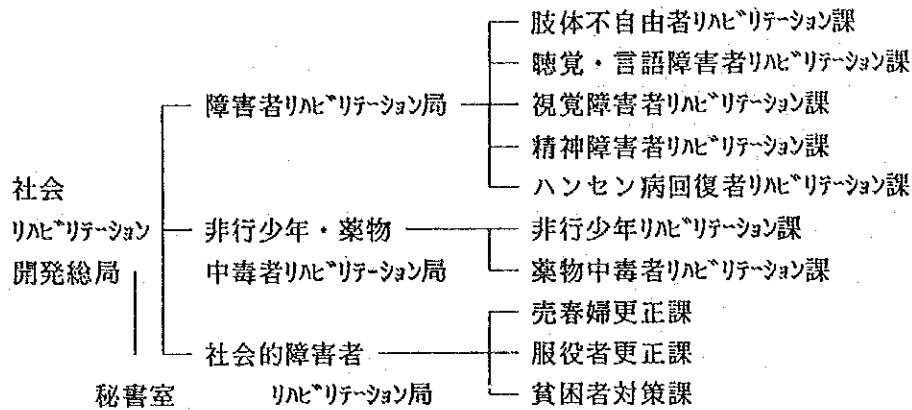 肢体不自由者ﾘﾊﾋﾞﾘﾃｰｼｮﾝ課
聴覚・言語障害者ﾘﾊﾋﾞﾘﾃｰｼｮﾝ課
障害者ﾘﾊﾋﾞﾘﾃｰｼｮﾝ局
視覚障害者ﾘﾊﾋﾞﾘﾃｰｼｮﾝ課
精神障害者ﾘﾊﾋﾞﾘﾃｰｼｮﾝ課
ハンセン病回復者ﾘﾊﾋﾞﾘﾃｰｼｮﾝ課
社会
ﾘﾊﾋﾞﾘﾃｰｼｮﾝ
開発総局
非行少年・薬物
中毒者ﾘﾊﾋﾞﾘﾃｰｼｮﾝ局
非行少年ﾘﾊﾋﾞﾘﾃｰｼｮﾝ課
薬物中毒者ﾘﾊﾋﾞﾘﾃｰｼｮﾝ課
売春婦更正課
社会的障害者
ﾘﾊﾋﾞﾘﾃｰｼｮﾝ局
服役者更正課
貧困者対策課
秘書室